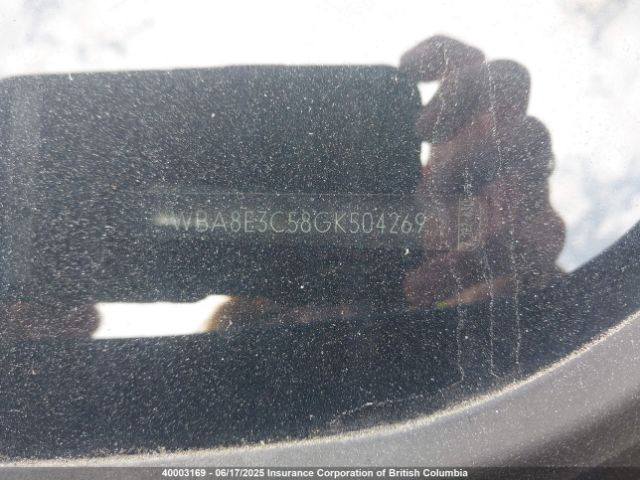 WBA8E3C58GK504269
40003169 - 06/17/2025 Insurance Corporation of British Columbia